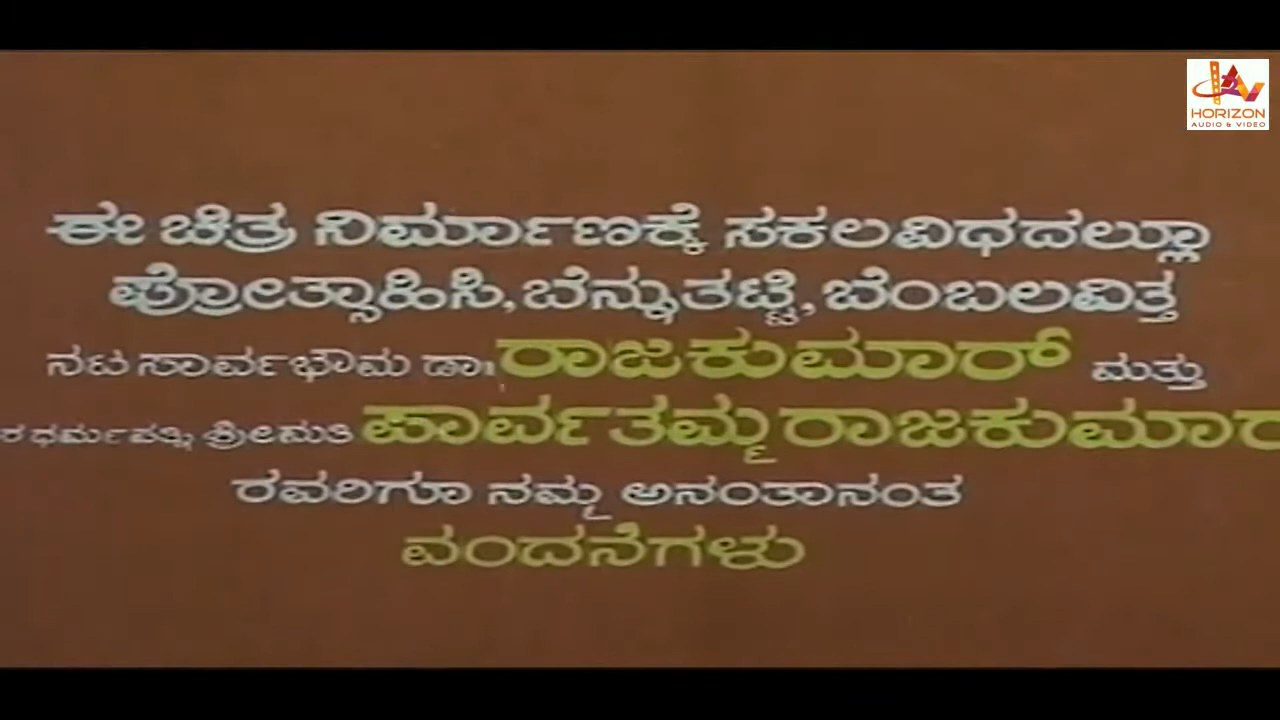 HORIZON
AUDIO & VIDEO
ಈ ಚಿತ್ರ ನಿರ್ಮಾಣಕ್ಕೆ ಸಕಲವಿಧದಲ್ಲೂ
ಪ್ರೋತ್ಸಾಹಿಸಿ, ಬೆನ್ನುತಟ್ಟಿ, ಬೆಂಬಲವಿತ್ತ
ನಟ ಸಾರ್ವಭೌಮ ಡಾ: ರಾಜಕುಮಾರ್ ಮತ್ತು
ರ ಧರ್ಮಪತ್ನಿ ಶ್ರೀಮತಿ ಪಾರ್ವತಮ್ಮ ರಾಜಕುಮಾರ
ರವರಿಗೂ ನಮ್ಮ ಅನಂತಾನಂತ
ವಂದನೆಗಳು